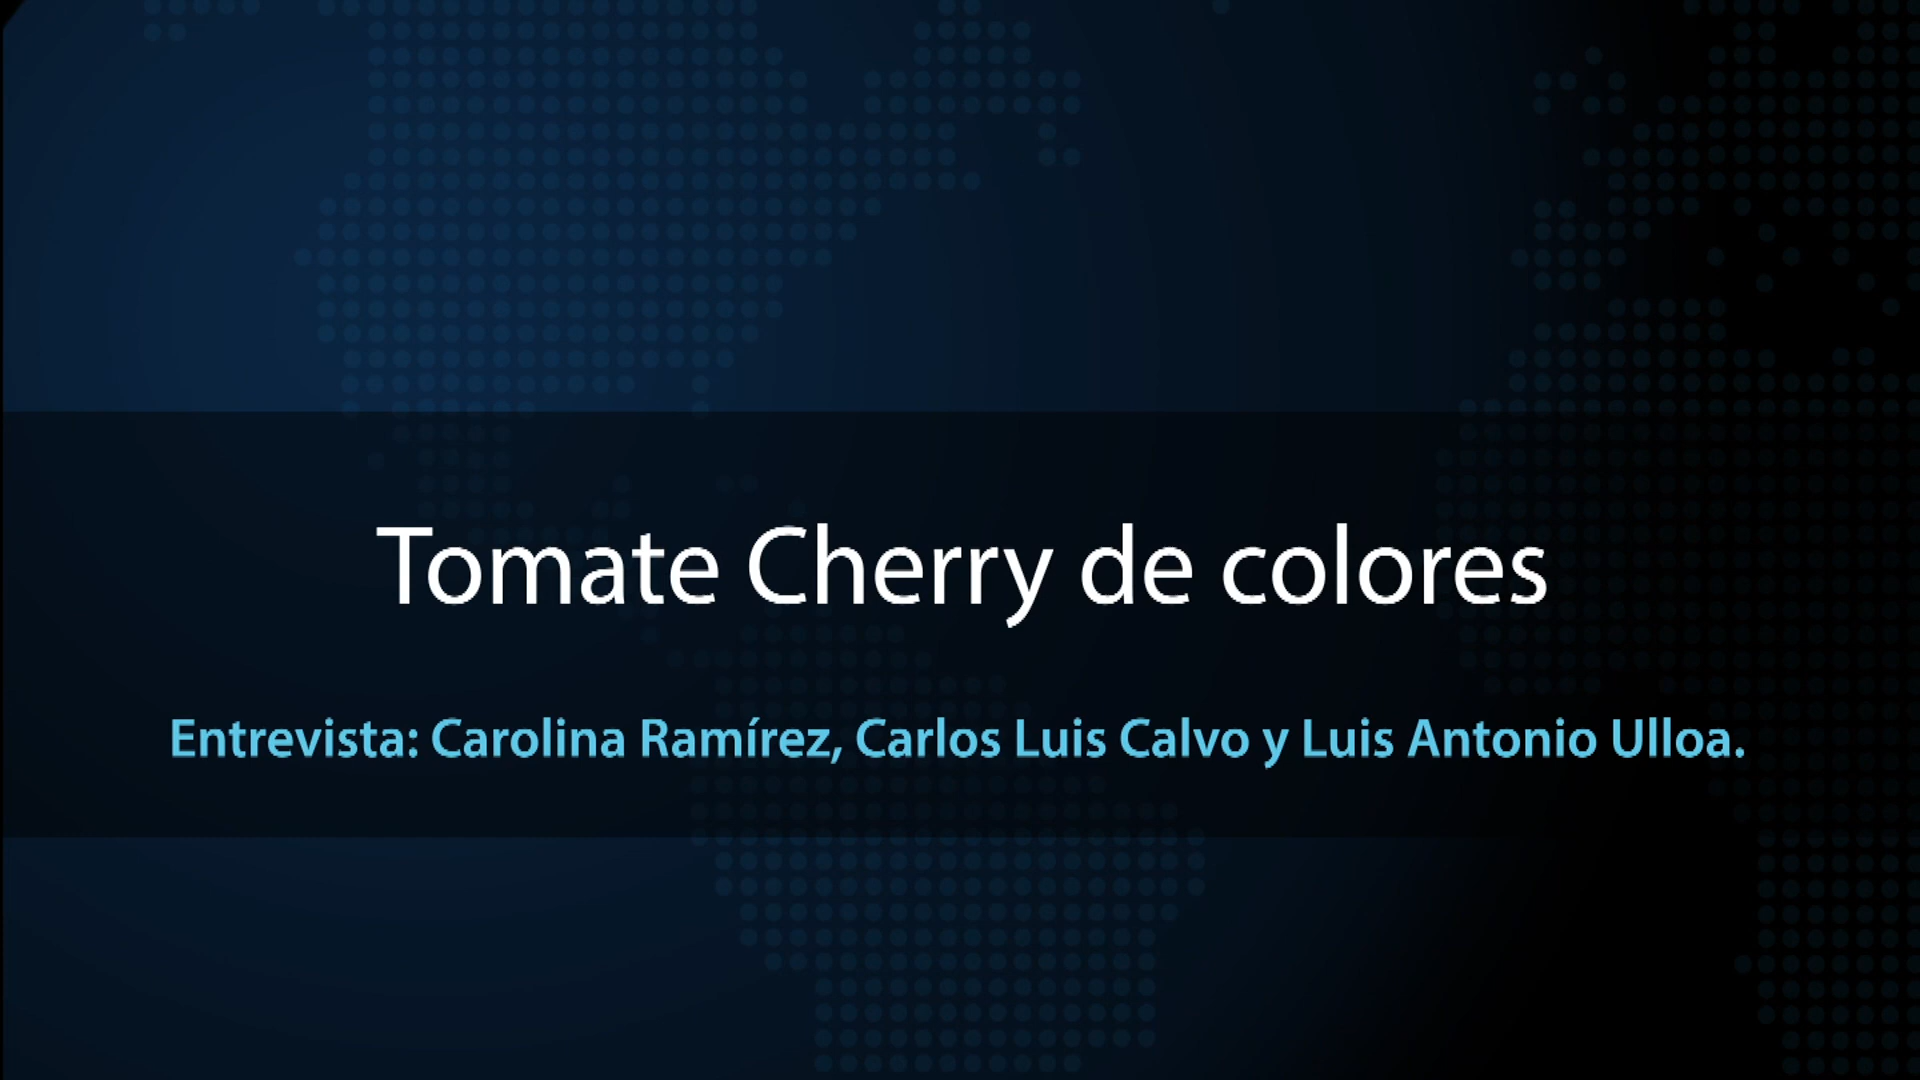 Tomate Cherry de colores
Entrevista: Carolina Ramírez, Carlos Luis Calvo y Luis Antonio Ulloa.